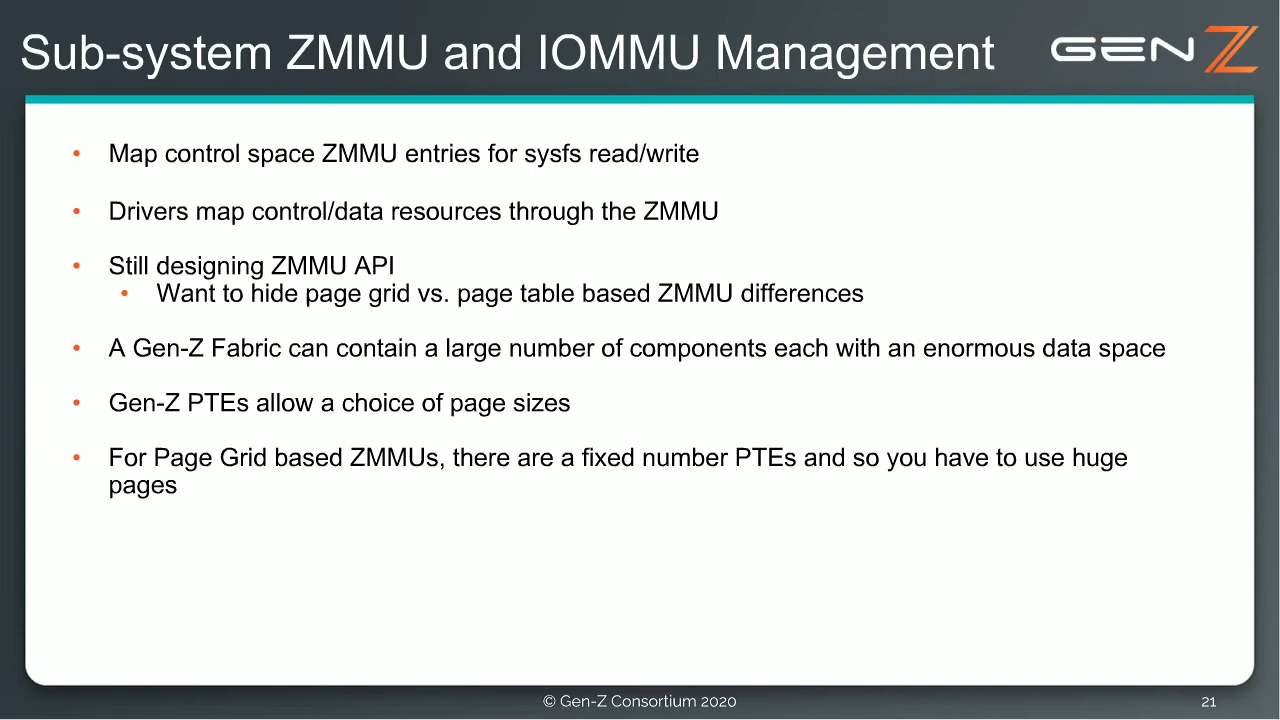 Sub-system ZMMU and IOMMU Management
GEN Z
• Map control space ZMMU entries for sysfs read/write
• Drivers map control/data resources through the ZMMU
• Still designing ZMMU API
• Want to hide page grid vs. page table based ZMMU differences
• A Gen-Z Fabric can contain a large number of components each with an enormous data space
• Gen-Z PTEs allow a choice of page sizes
• For Page Grid based ZMMUs, there are a fixed number PTEs and so you have to use huge
pages
© Gen-Z Consortium 2020
21